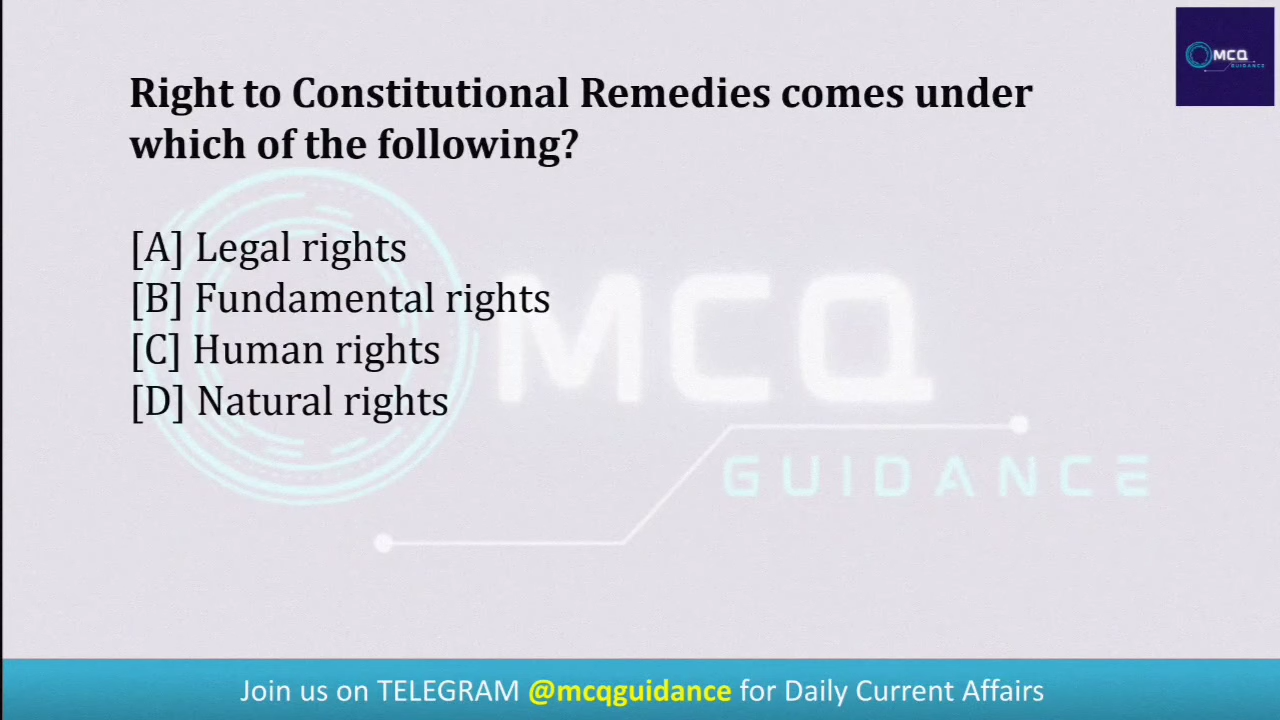 MCQ
GUIDANCE
Right to Constitutional Remedies comes under
which of the following?
[A] Legal rights
[B] Fundamental rights
[C] Human rights
[D] Natural rights
MCQ
GUIDANCE
Join us on TELEGRAM @mcqguidance for Daily Current Affairs